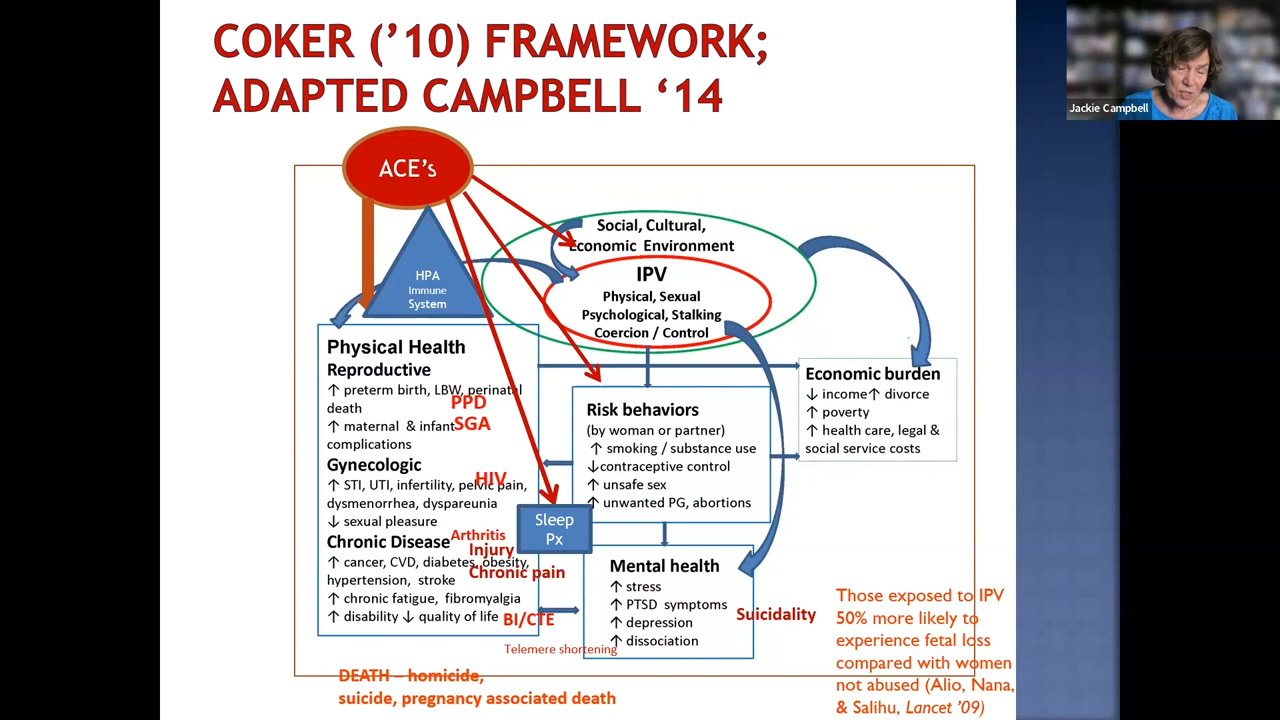 COKER ('10) FRAMEWORK;
ADAPTED CAMPBELL '14
Jackie Campbell
ACE's
HPA
Immune
System
Social, Cultural,
Economic Environment
IPV
Physical, Sexual
Psychological, Stalking
Coercion / Control
Physical Health
Reproductive
↑ preterm birth, LBW, perinatal
death
↑ maternal & infant
complications
PPD
SGA
Gynecologic
↑ STI, UTI, infertility, pelvic pain,
dysmenorrhea, dyspareunia
↓ sexual pleasure
HIV
Chronic Disease
↑ cancer, CVD, diabetes, obesity,
hypertension, stroke
↑ chronic fatigue, fibromyalgia
↑ disability ↓ quality of life
Arthritis
Injury
Chronic pain
BI/CTE
Telemere shortening
Sleep
Px
Risk behaviors
(by woman or partner)
↑ smoking / substance use
↓contraceptive control
↑ unsafe sex
↑ unwanted PG, abortions
Mental health
↑ stress
↑ PTSD symptoms
↑ depression
↑ dissociation
Suicidality
Economic burden
↓ income↑ divorce
↑ poverty
↑ health care, legal &
social service costs
Those exposed to IPV
50% more likely to
experience fetal loss
compared with women
not abused (Alio, Nana,
& Salihu, Lancet '09)
DEATH – homicide,
suicide, pregnancy associated death